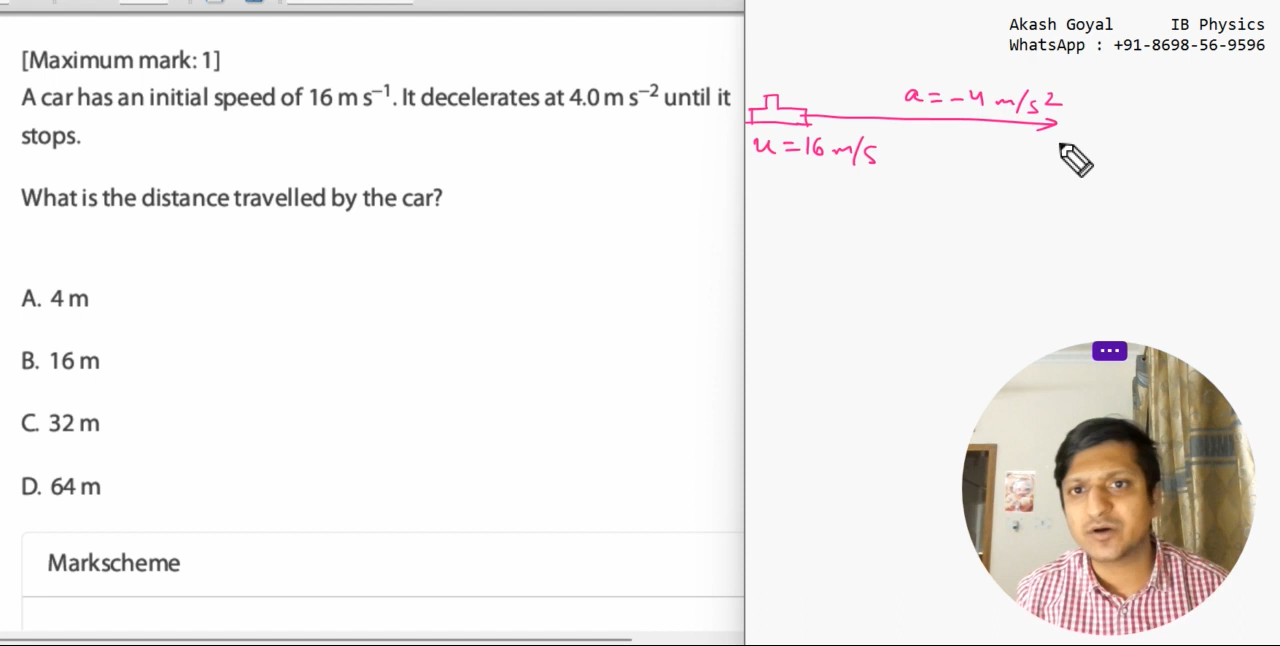 [Maximum mark: 1]
A car has an initial speed of 16 m s⁻¹. It decelerates at 4.0 m s⁻² until it
stops.
What is the distance travelled by the car?
A. 4 m
B. 16 m
C. 32 m
D. 64 m
Markscheme
Akash Goyal IB Physics
WhatsApp : +91-8698-56-9596
a = -4 m/s2
u = 16 m/s